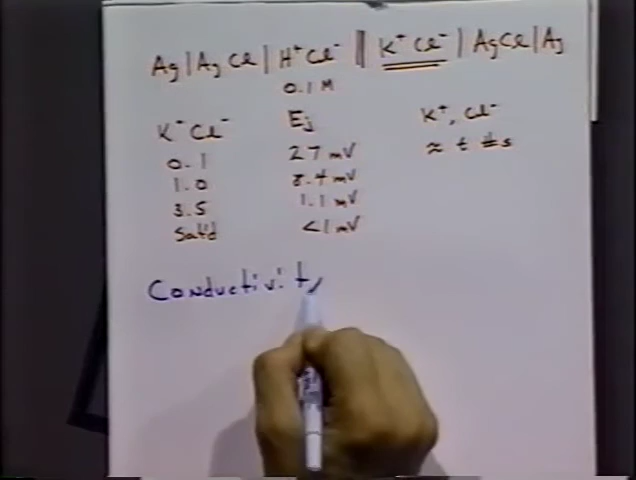 Ag | AgCl | H⁺Cl⁻ || K⁺Cl⁻ | AgCl | Ag
0.1 M
K⁺Cl⁻ Ej K⁺, Cl⁻
0.1 27 mV ≈ t #s
1.0 8.4 mV
3.5 1.1 mV
Sat'd <1 mV
Conductivity